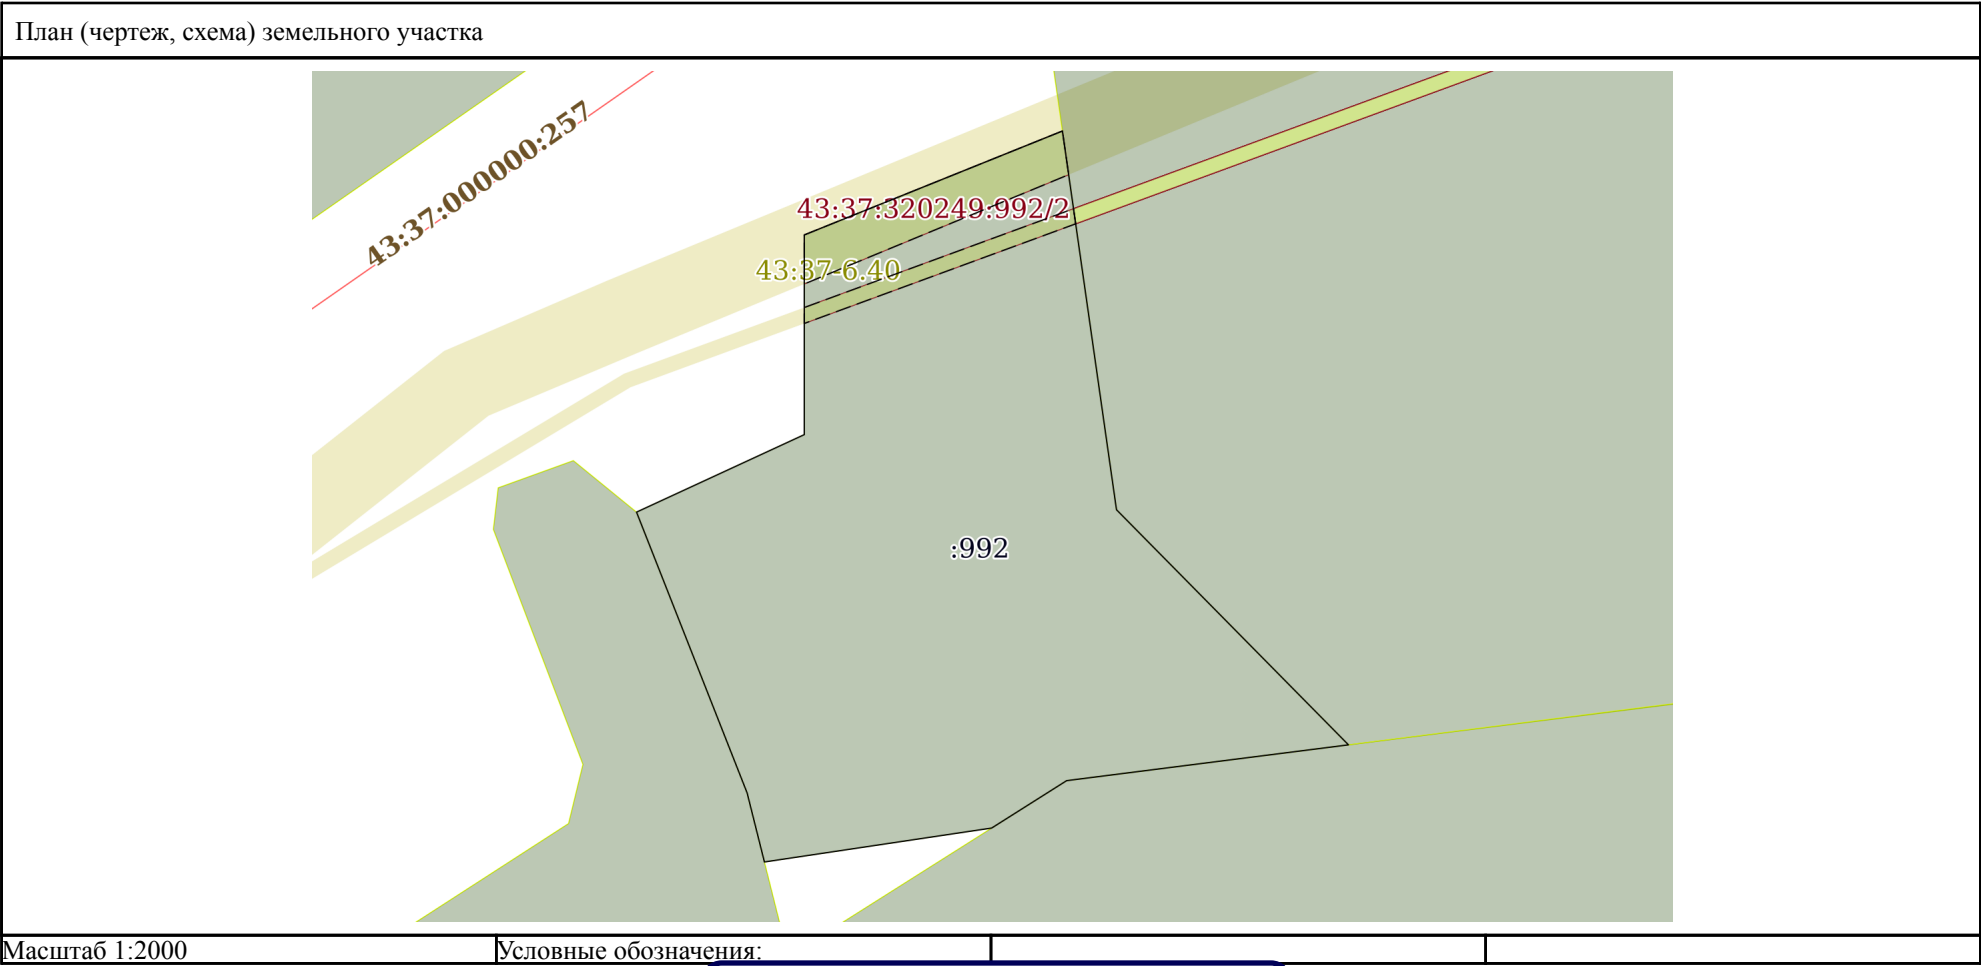 План (чертеж, схема) земельного участка
43:37:000000:257
43:37:320249:992/2
43:37-6.40
:992
Масштаб 1:2000
Условные обозначения: